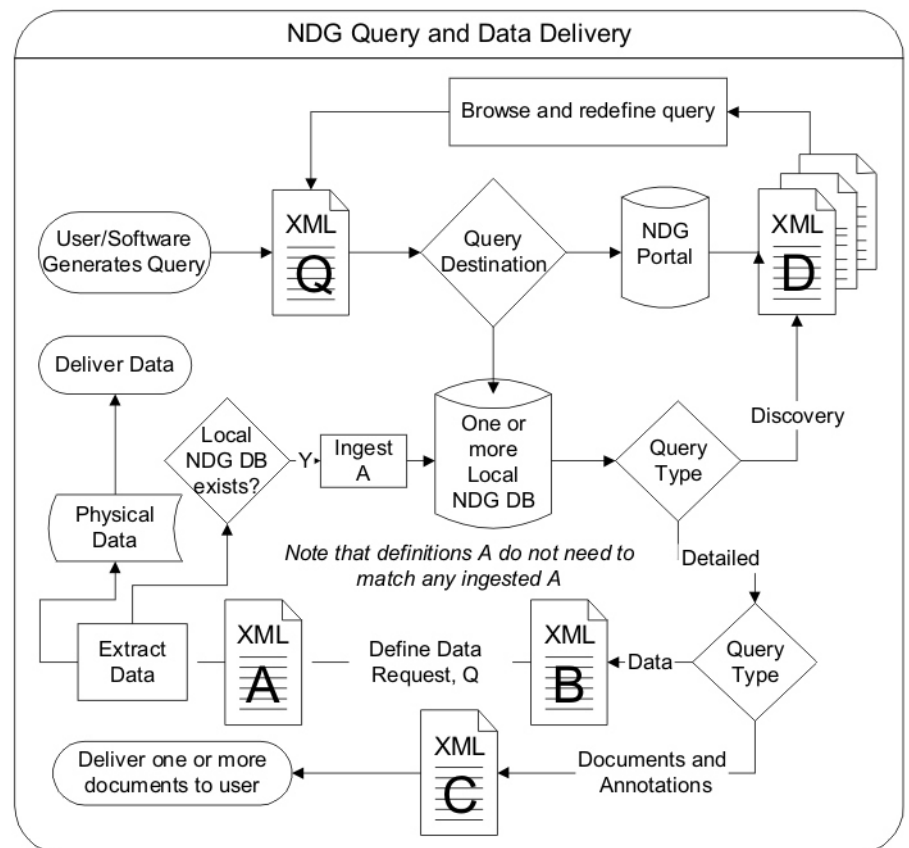 NDG Query and Data Delivery
Browse and redefine query
XML
Q
User/Software
Generates Query
Query
Destination
NDG
Portal
XML
D
Deliver Data
Local
NDG DB
exists?
Y
Ingest
A
One or
more
Local
NDG DB
Query
Type
Discovery
Physical
Data
Note that definitions A do not need to
match any ingested A
Detailed
Extract
Data
XML
A
Define Data
Request, Q
XML
B
Data
Query
Type
Deliver one or more
documents to user
XML
C
Documents and
Annotations